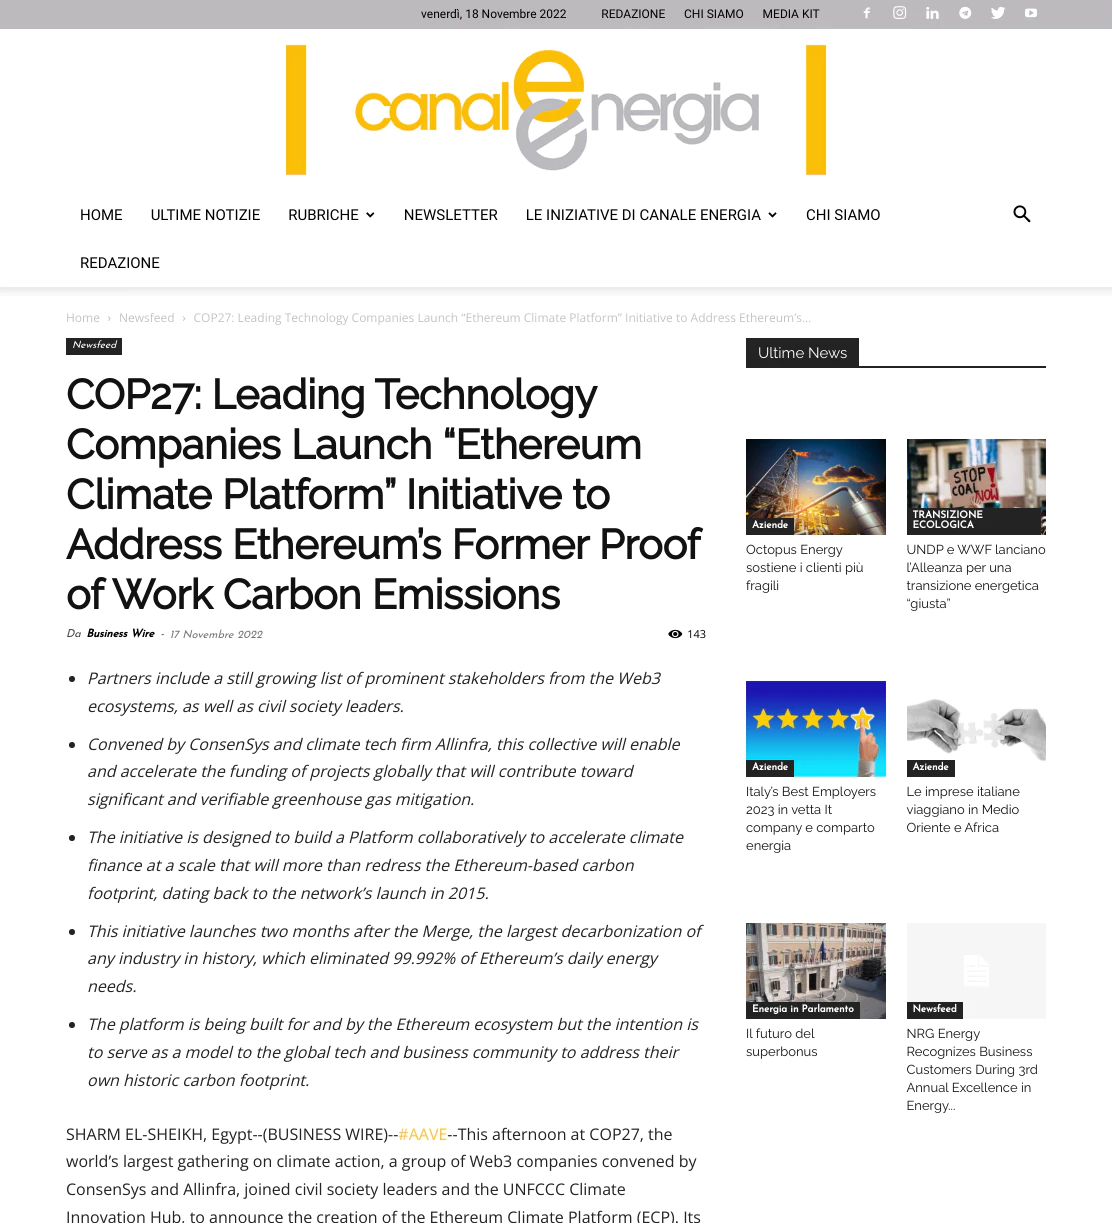 venerdì, 18 Novembre 2022 REDAZIONE CHI SIAMO MEDIA KIT
canal energia
HOME ULTIME NOTIZIE RUBRICHE NEWSLETTER LE INIZIATIVE DI CANALE ENERGIA CHI SIAMO
REDAZIONE
Home › Newsfeed › COP27: Leading Technology Companies Launch “Ethereum Climate Platform” Initiative to Address Ethereum’s...
Newsfeed
COP27: Leading Technology
Companies Launch “Ethereum
Climate Platform” Initiative to
Address Ethereum’s Former Proof
of Work Carbon Emissions
Da Business Wire - 17 Novembre 2022 143
• Partners include a still growing list of prominent stakeholders from the Web3
ecosystems, as well as civil society leaders.
• Convened by ConsenSys and climate tech firm Allinfra, this collective will enable
and accelerate the funding of projects globally that will contribute toward
significant and verifiable greenhouse gas mitigation.
• The initiative is designed to build a Platform collaboratively to accelerate climate
finance at a scale that will more than redress the Ethereum-based carbon
footprint, dating back to the network’s launch in 2015.
• This initiative launches two months after the Merge, the largest decarbonization of
any industry in history, which eliminated 99.992% of Ethereum’s daily energy
needs.
• The platform is being built for and by the Ethereum ecosystem but the intention is
to serve as a model to the global tech and business community to address their
own historic carbon footprint.
SHARM EL-SHEIKH, Egypt--(BUSINESS WIRE)--#AAVE--This afternoon at COP27, the
world’s largest gathering on climate action, a group of Web3 companies convened by
ConsenSys and Allinfra, joined civil society leaders and the UNFCCC Climate
Innovation Hub, to announce the creation of the Ethereum Climate Platform (ECP). Its
Ultime News
Aziende
Octopus Energy
sostiene i clienti più
fragili
STOP
COAL
NOW!
TRANSIZIONE
ECOLOGICA
UNDP e WWF lanciano
l’Alleanza per una
transizione energetica
“giusta”
Aziende
Italy’s Best Employers
2023 in vetta It
company e comparto
energia
Aziende
Le imprese italiane
viaggiano in Medio
Oriente e Africa
Energia in Parlamento
Il futuro del
superbonus
Newsfeed
NRG Energy
Recognizes Business
Customers During 3rd
Annual Excellence in
Energy...